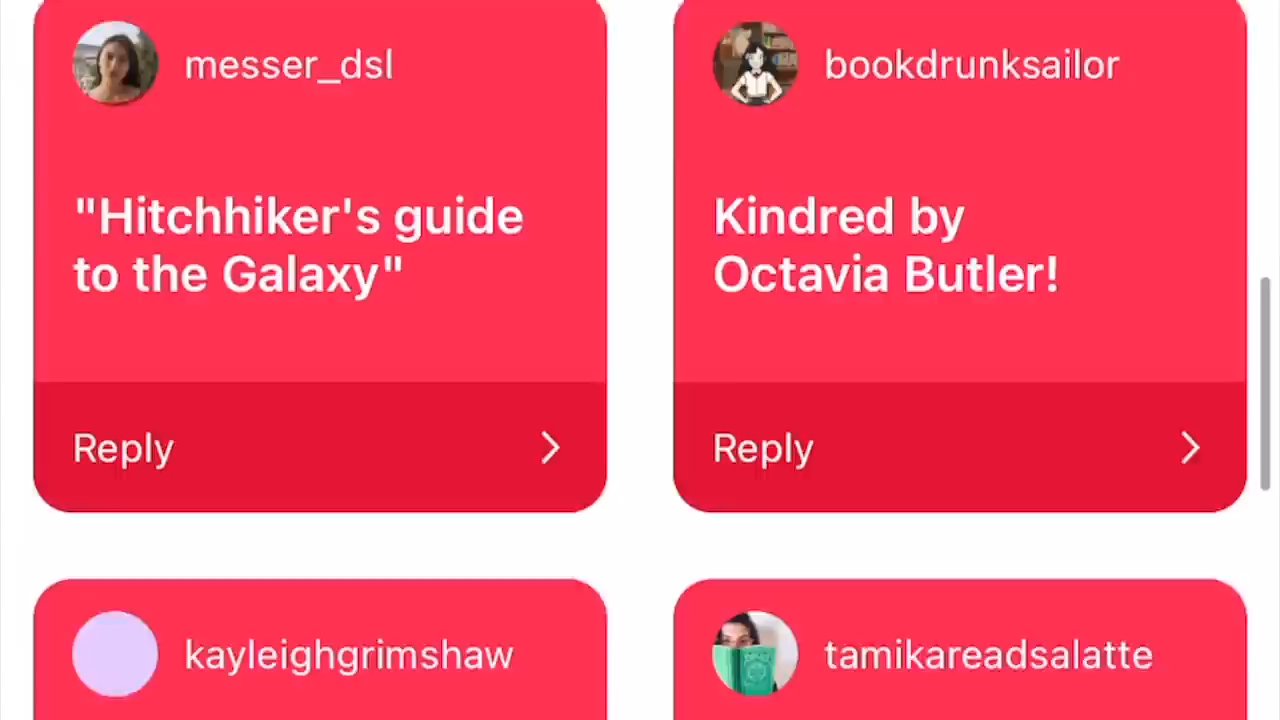 messer_dsl
"Hitchhiker's guide
to the Galaxy"
Reply
bookdrunksailor
Kindred by
Octavia Butler!
Reply
kayleighgrimshaw
tamikareadsalatte